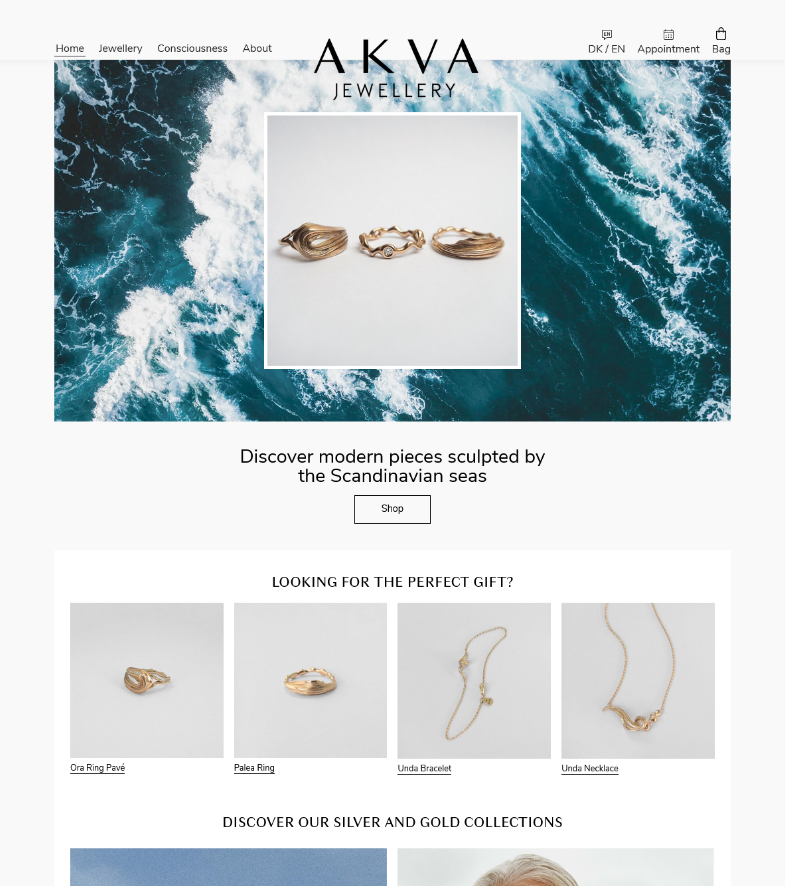 Home Jewellery Consciousness About
AKVA
JEWELLERY
DK / EN Appointment Bag
Discover modern pieces sculpted by
the Scandinavian seas
Shop
LOOKING FOR THE PERFECT GIFT?
Ora Ring Pavé
Palea Ring
Unda Bracelet
Unda Necklace
DISCOVER OUR SILVER AND GOLD COLLECTIONS